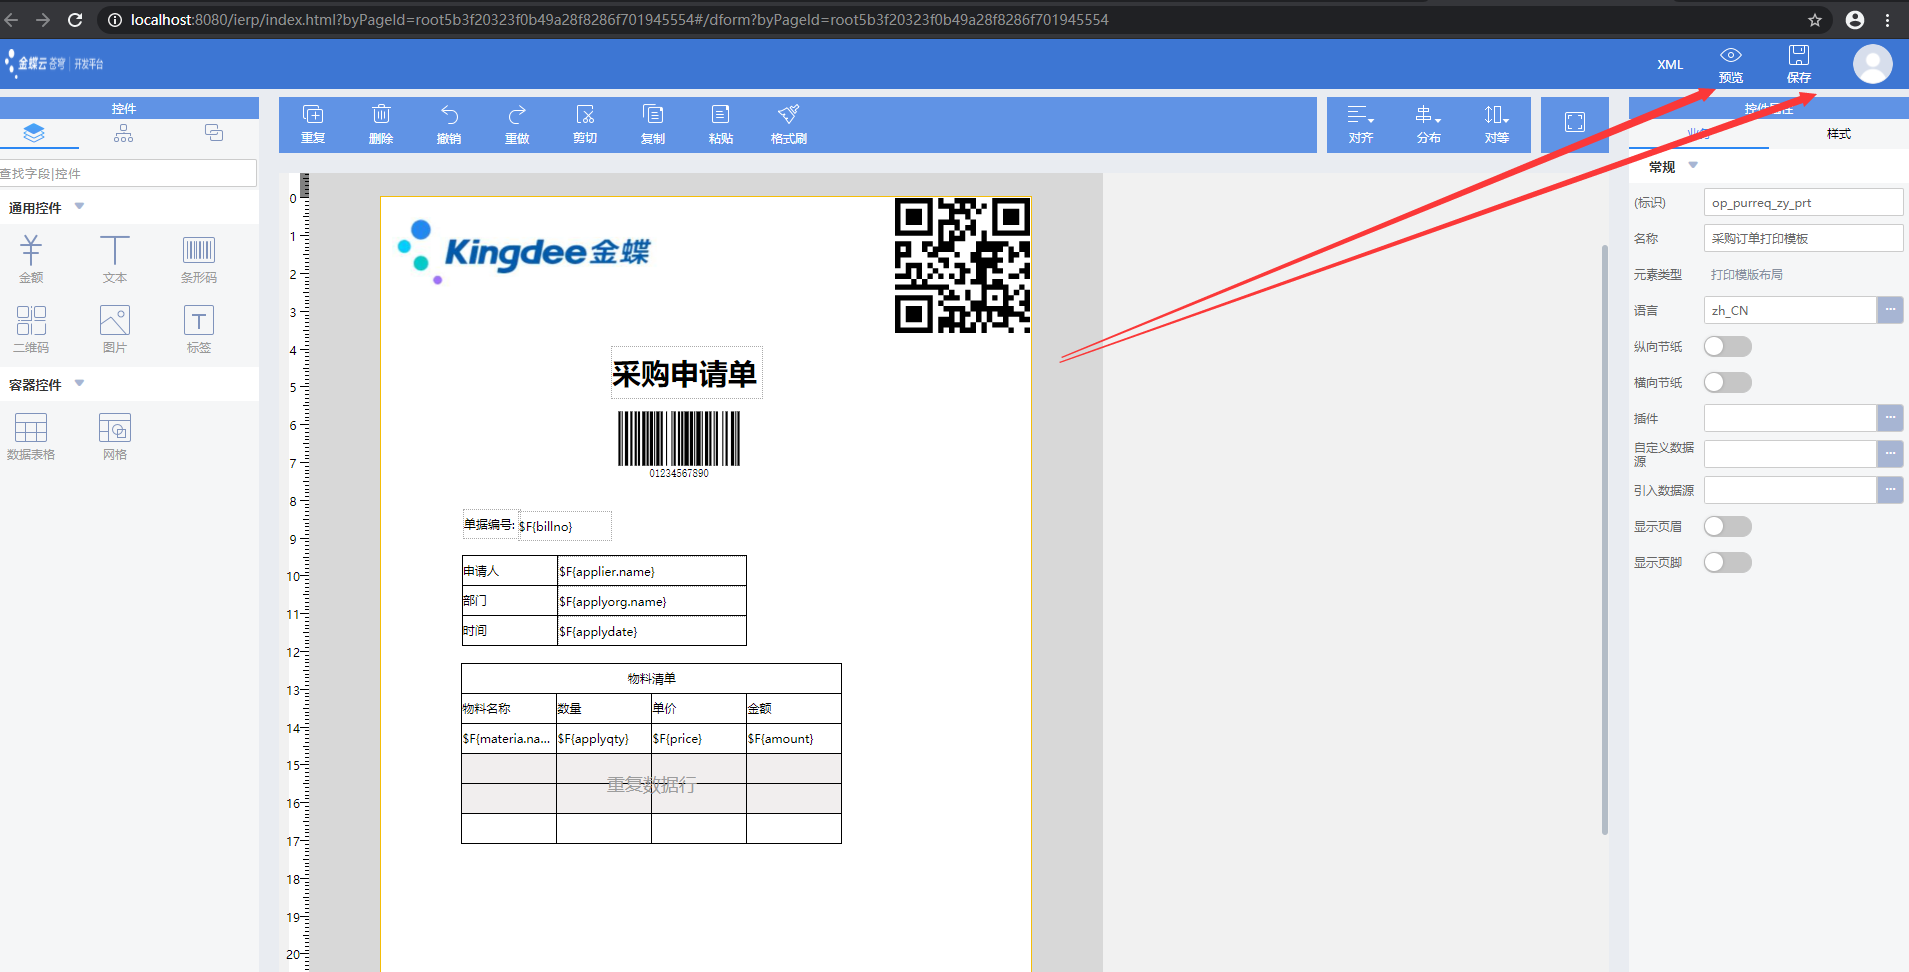 localhost:8080/ierp/index.html?byPageId=root5b3f20323f0b49a28f8286f701945554#/dform?byPageId=root5b3f20323f0b49a28f8286f701945554
金蝶云 苍穹 | 开发平台
XML
预览
保存
控件
重复
删除
撤销
重做
剪切
复制
粘贴
格式刷
对齐
分布
对等
查找字段|控件
通用控件
金额
文本
条形码
二维码
图片
标签
容器控件
数据表格
网格
0
1
2
3
4
5
6
7
8
9
10
11
12
13
14
15
16
17
18
19
20
Kingdee金蝶
采购申请单
01234567890
单据编号: $F{billno}
申请人 $F{applier.name}
部门 $F{applyorg.name}
时间 $F{applydate}
物料清单
物料名称 数量 单价 金额
$F{materia.na... $F{applyqty} $F{price} $F{amount}
重复数据行
控件属性
样式
常规
(标识) op_purreq_zy_prt
名称 采购订单打印模板
元素类型 打印模版布局
语言 zh_CN
纵向节纸
横向节纸
插件
自定义数据源
引入数据源
显示页眉
显示页脚